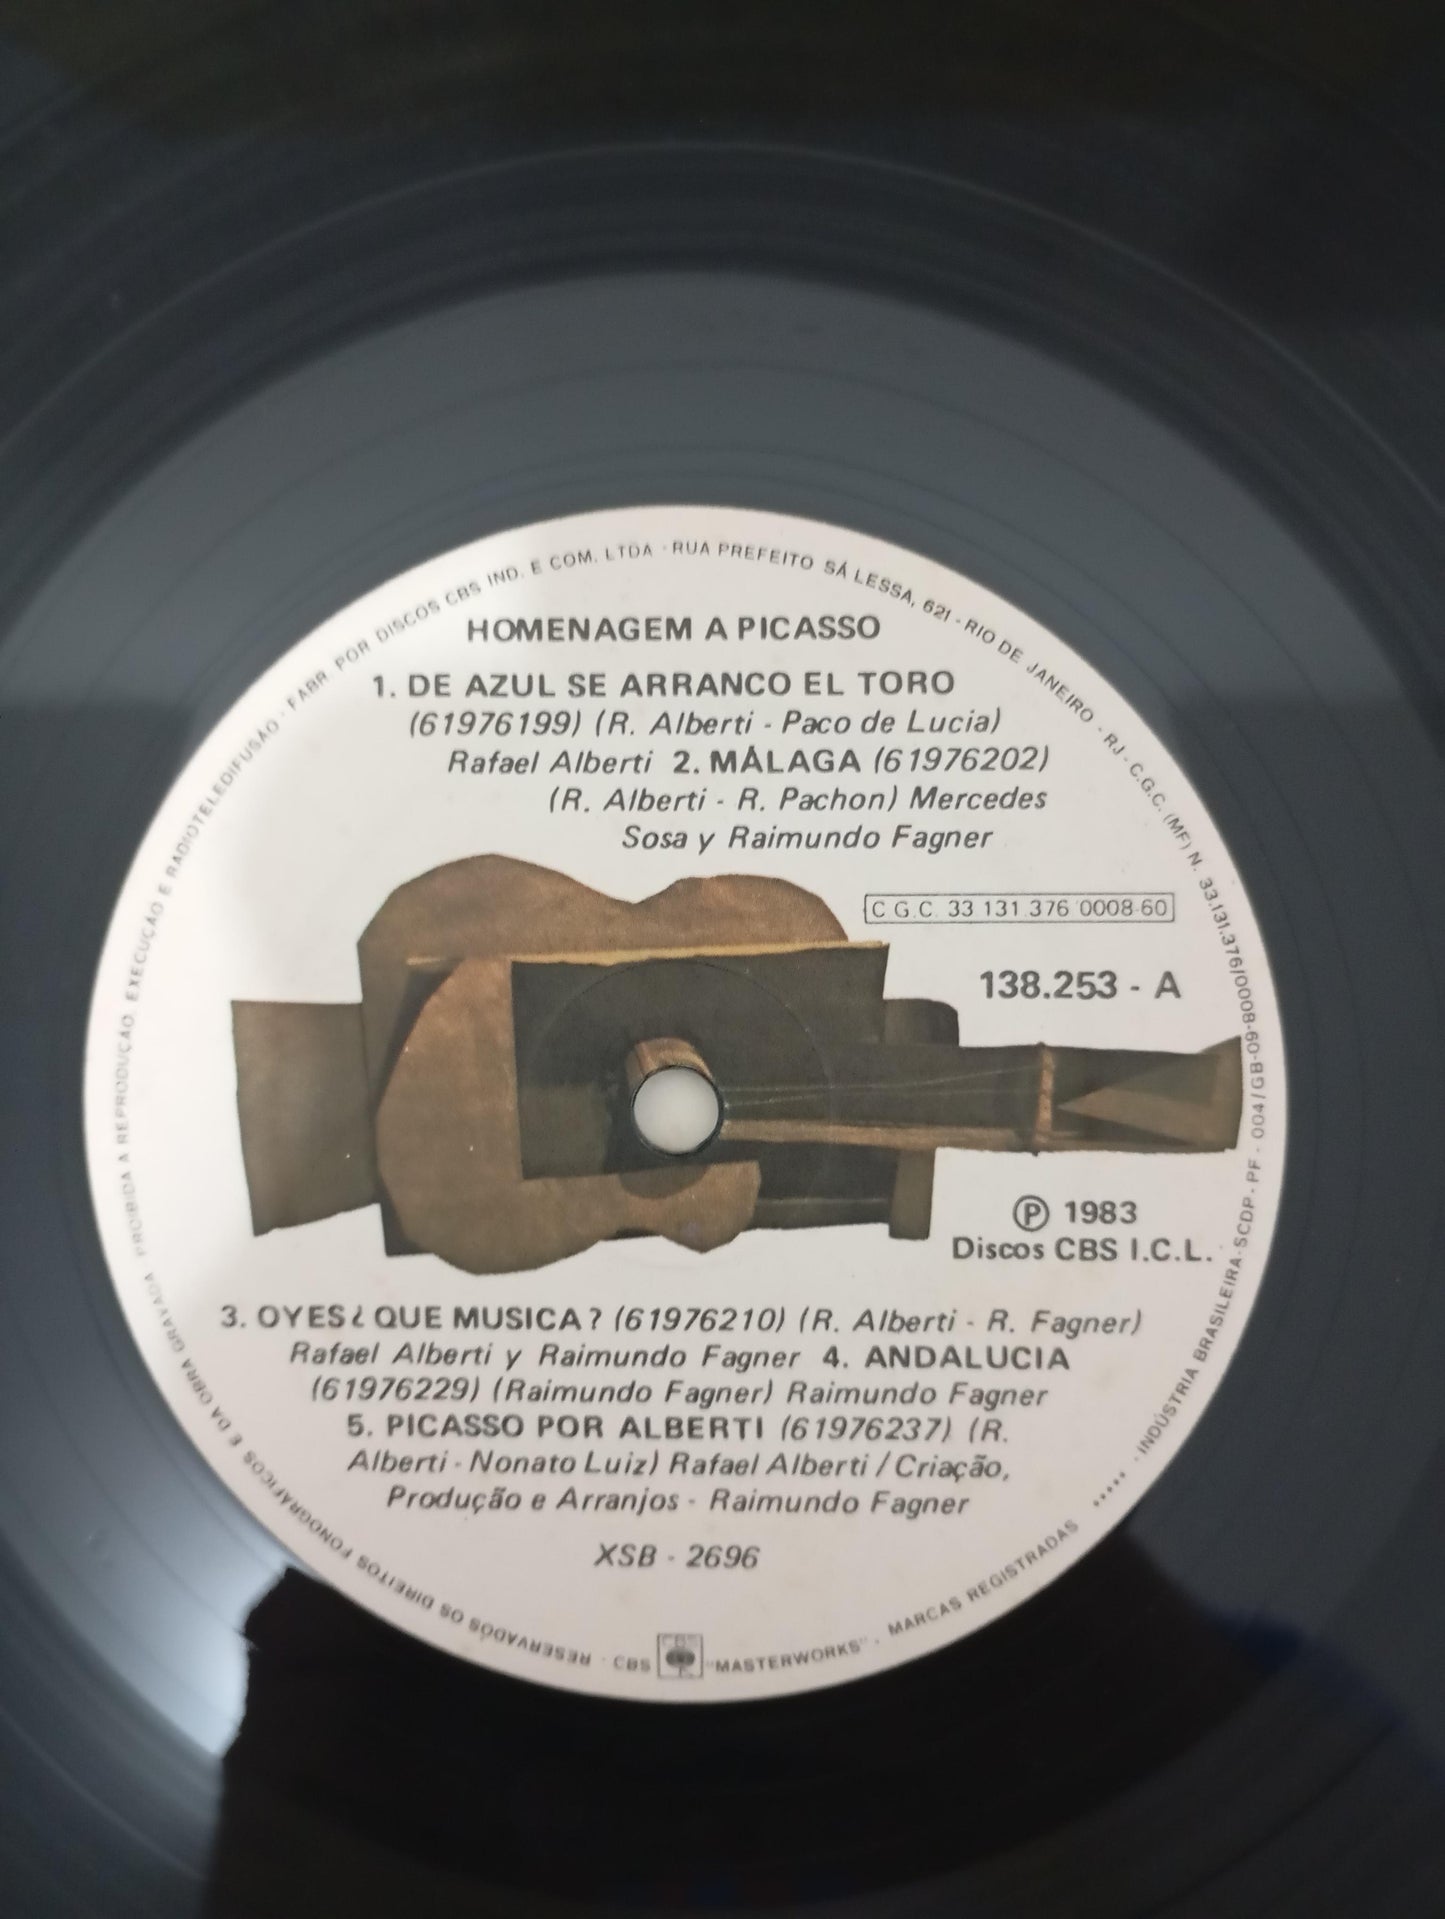 HOMENAGEM A PICASSO
1. DE AZUL SE ARRANCO EL TORO
(61976199) (R. Alberti - Paco de Lucia)
Rafael Alberti 2. MÁLAGA (61976202)
(R. Alberti - R. Pachon) Mercedes
Sosa y Raimundo Fagner
C.G.C. 33 131 376 0008-60
138.253 - A
℗ 1983
Discos CBS I.C.L.
3. OYES¿ QUE MUSICA? (61976210) (R. Alberti - R. Fagner)
Rafael Alberti y Raimundo Fagner 4. ANDALUCIA
(61976229) (Raimundo Fagner) Raimundo Fagner
5. PICASSO POR ALBERTI (61976237) (R.
Alberti - Nonato Luiz) Rafael Alberti / Criação,
Produção e Arranjos - Raimundo Fagner
XSB - 2696
RESERVADOS OS DIREITOS FONOGRÁFICOS E DA OBRA GRAVADA. PROIBIDA A REPRODUÇÃO, EXECUÇÃO E RADIOTELEDIFUSÃO · FABR. POR DISCOS CBS IND. E COM. LTDA · RUA PREFEITO SÁ LESSA, 621 - RIO DE JANEIRO - RJ - C.G.C. (MF) N. 33.131.376/0008-60 - SCDP - PF - 004/GB - INDÚSTRIA BRASILEIRA · ·····
CBS CBS "MASTERWORKS", MARCAS REGISTRADAS